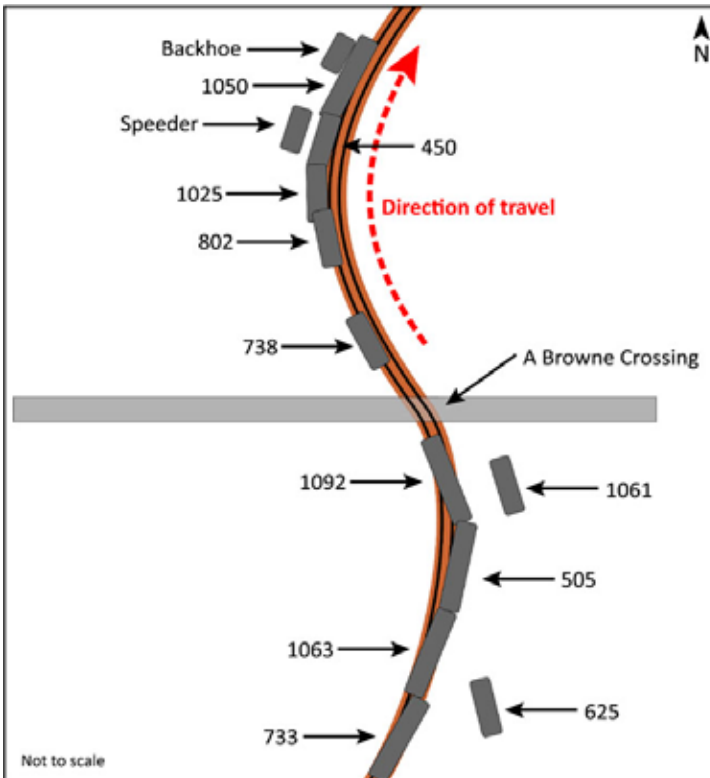 Backhoe
N
1050
Speeder
450
1025
Direction of travel
802
738
A Browne Crossing
1092
1061
505
1063
625
733
Not to scale